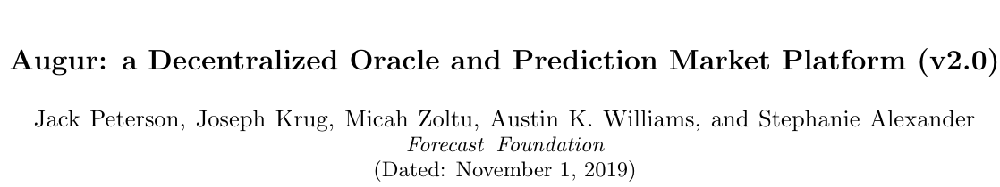 Augur: a Decentralized Oracle and Prediction Market Platform (v2.0)
Jack Peterson, Joseph Krug, Micah Zoltu, Austin K. Williams, and Stephanie Alexander
Forecast Foundation
(Dated: November 1, 2019)